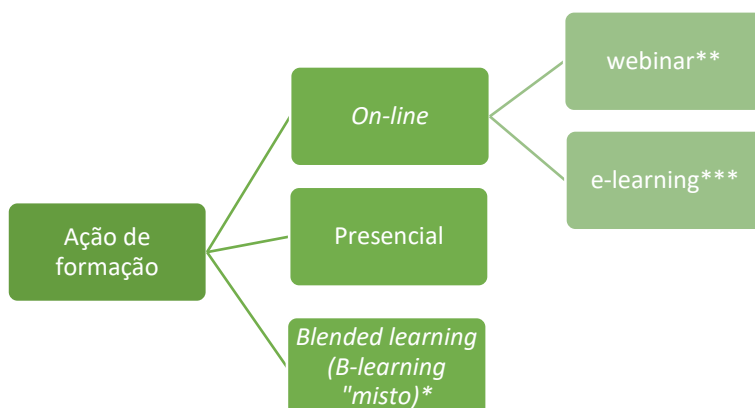 Ação de
formação
On-line
Presencial
Blended learning
(B-learning
"misto)*
webinar**
e-learning***